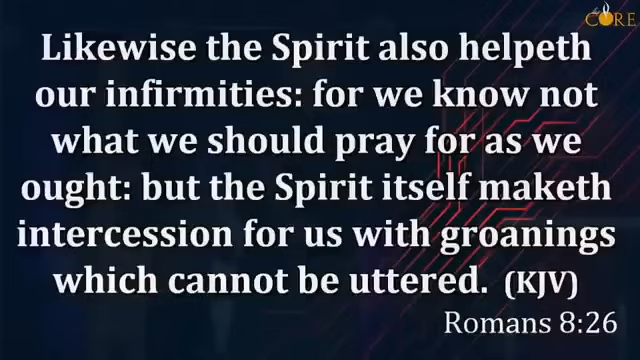 the CORE
Likewise the Spirit also helpeth
our infirmities: for we know not
what we should pray for as we
ought: but the Spirit itself maketh
intercession for us with groanings
which cannot be uttered. (KJV)
Romans 8:26